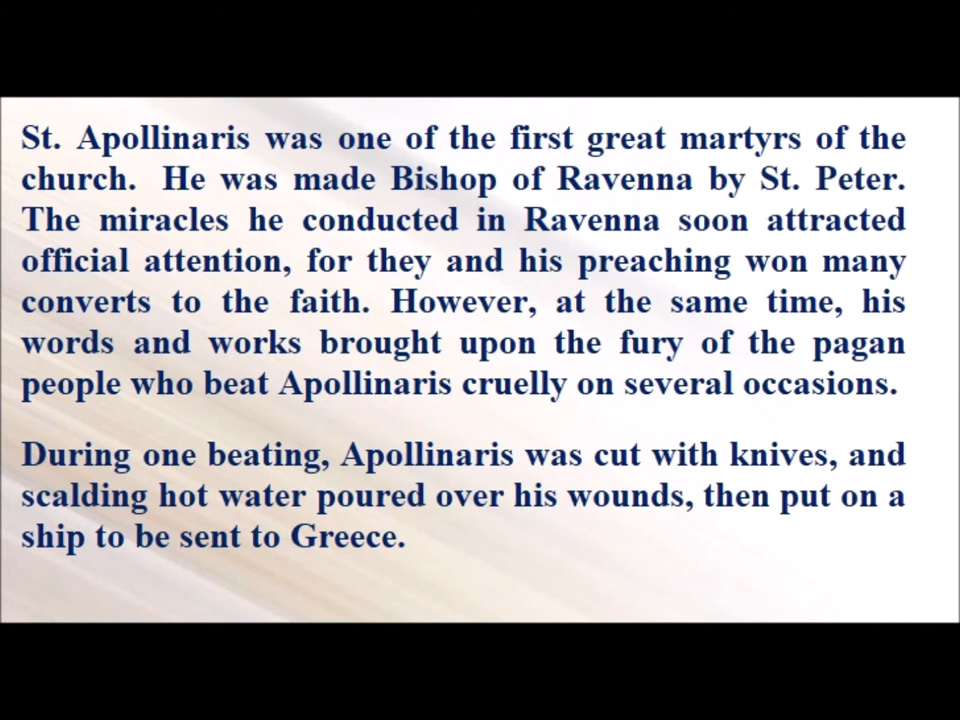 St. Apollinaris was one of the first great martyrs of the
church.  He was made Bishop of Ravenna by St. Peter.
The miracles he conducted in Ravenna soon attracted
official attention, for they and his preaching won many
converts to the faith. However, at the same time, his
words and works brought upon the fury of the pagan
people who beat Apollinaris cruelly on several occasions.
During one beating, Apollinaris was cut with knives, and
scalding hot water poured over his wounds, then put on a
ship to be sent to Greece.